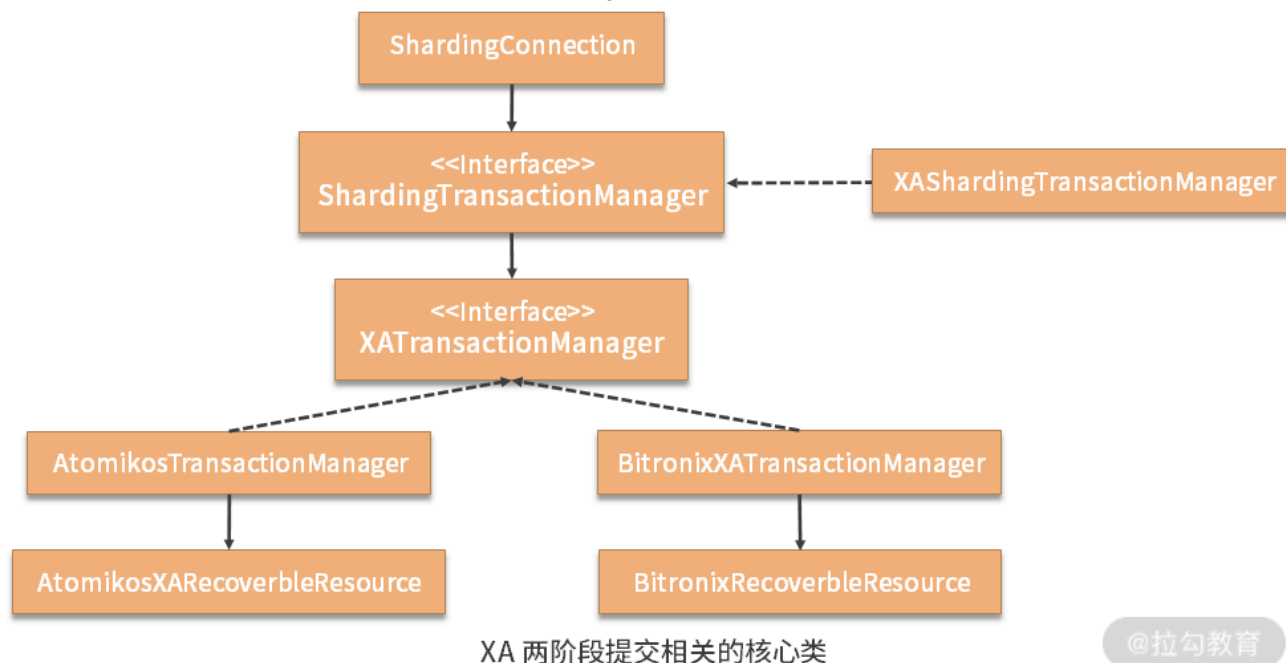 ShardingConnection
<<Interface>>
ShardingTransactionManager
XAShardingTransactionManager
<<Interface>>
XATransactionManager
AtomikosTransactionManager
BitronixXATransactionManager
AtomikosXARecoverbleResource
BitronixRecoverbleResource
XA 两阶段提交相关的核心类
@拉勾教育